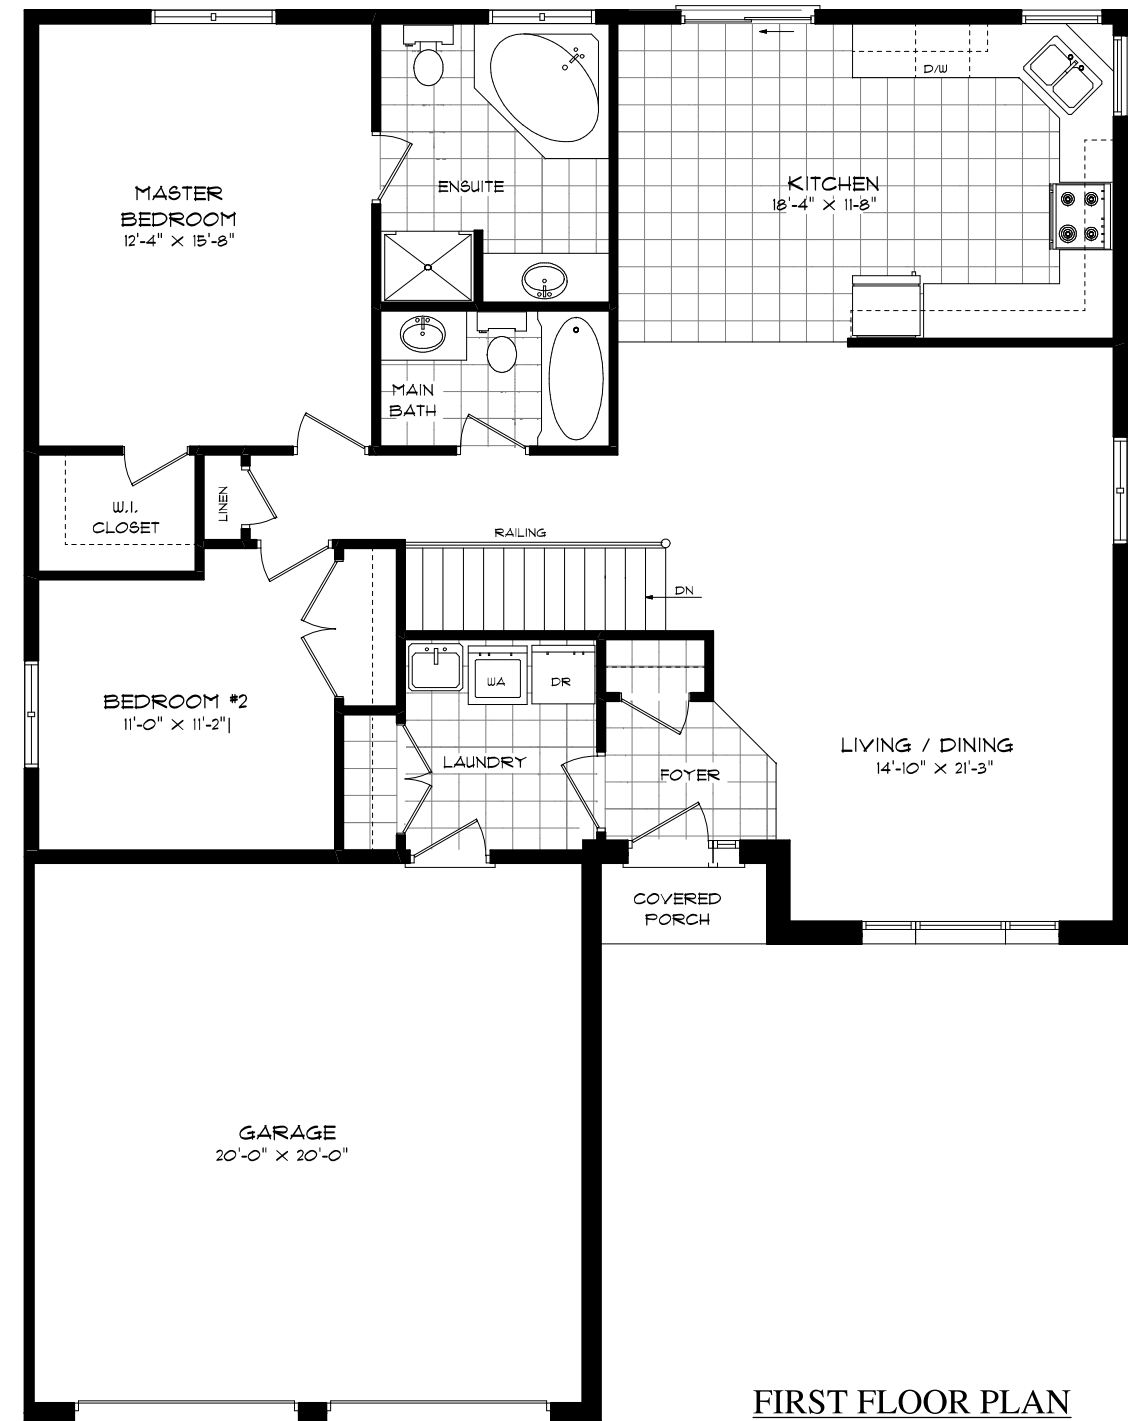 D/W
MASTER
BEDROOM
12'-4" X 15'-8"
ENSUITE
KITCHEN
18'-4" X 11'-8"
MAIN
BATH
W.I.
CLOSET
LINEN
RAILING
DN
BEDROOM #2
11'-0" X 11'-2"|
WA
DR
LAUNDRY
FOYER
LIVING / DINING
14'-10" X 21'-3"
COVERED
PORCH
GARAGE
20'-0" X 20'-0"
FIRST FLOOR PLAN